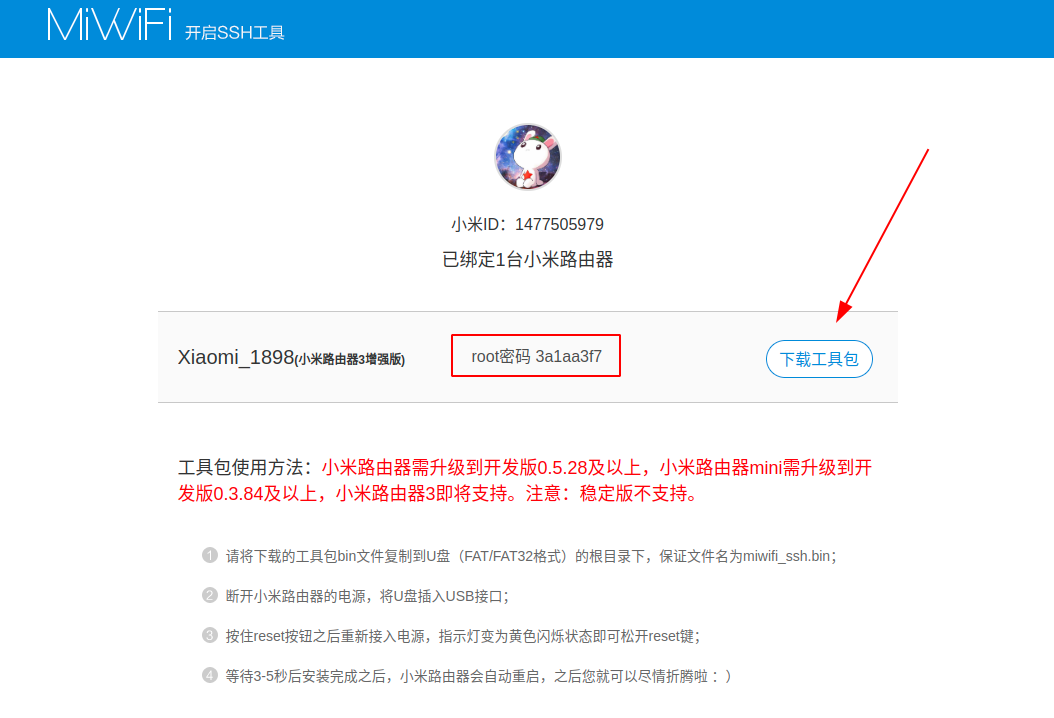 MiWiFi 开启SSH工具
小米ID：1477505979
已绑定1台小米路由器
Xiaomi_1898(小米路由器3增强版) root密码 3a1aa3f7 下载工具包
工具包使用方法：小米路由器需升级到开发版0.5.28及以上，小米路由器mini需升级到开
发版0.3.84及以上，小米路由器3即将支持。注意：稳定版不支持。
1 请将下载的工具包bin文件复制到U盘（FAT/FAT32格式）的根目录下，保证文件名为miwifi_ssh.bin；
2 断开小米路由器的电源，将U盘插入USB接口；
3 按住reset按钮之后重新接入电源，指示灯变为黄色闪烁状态即可松开reset键；
4 等待3-5秒后安装完成之后，小米路由器会自动重启，之后您就可以尽情折腾啦 ：）